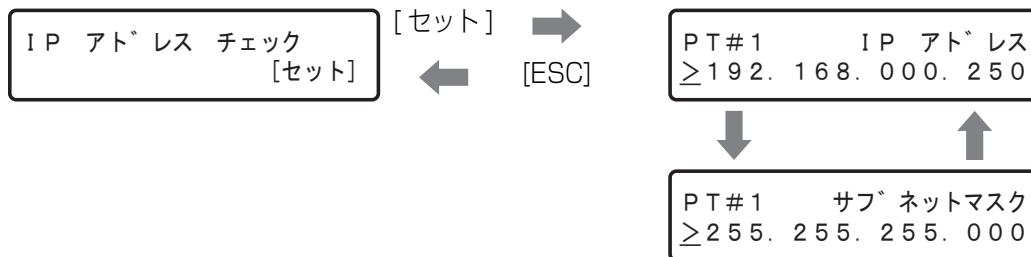 IP アドレス チェック
[セット]
[セット]
[ESC]
PT#1 IP アドレス
>192. 168. 000. 250
PT#1 サブネットマスク
>255. 255. 255. 000